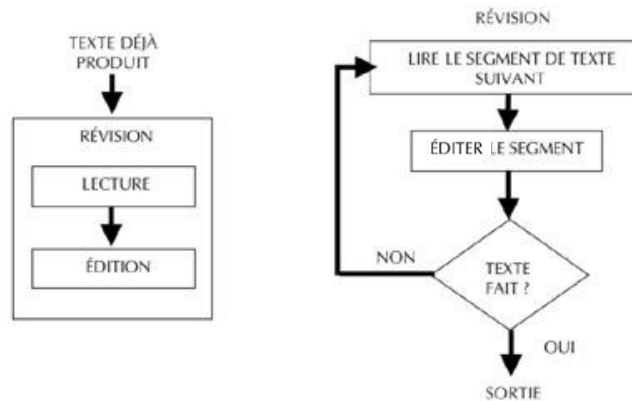 TEXTE DÉJÀ
PRODUIT
RÉVISION
LECTURE
ÉDITION
RÉVISION
LIRE LE SEGMENT DE TEXTE
SUIVANT
ÉDITER LE SEGMENT
NON
TEXTE
FAIT ?
OUI
SORTIE